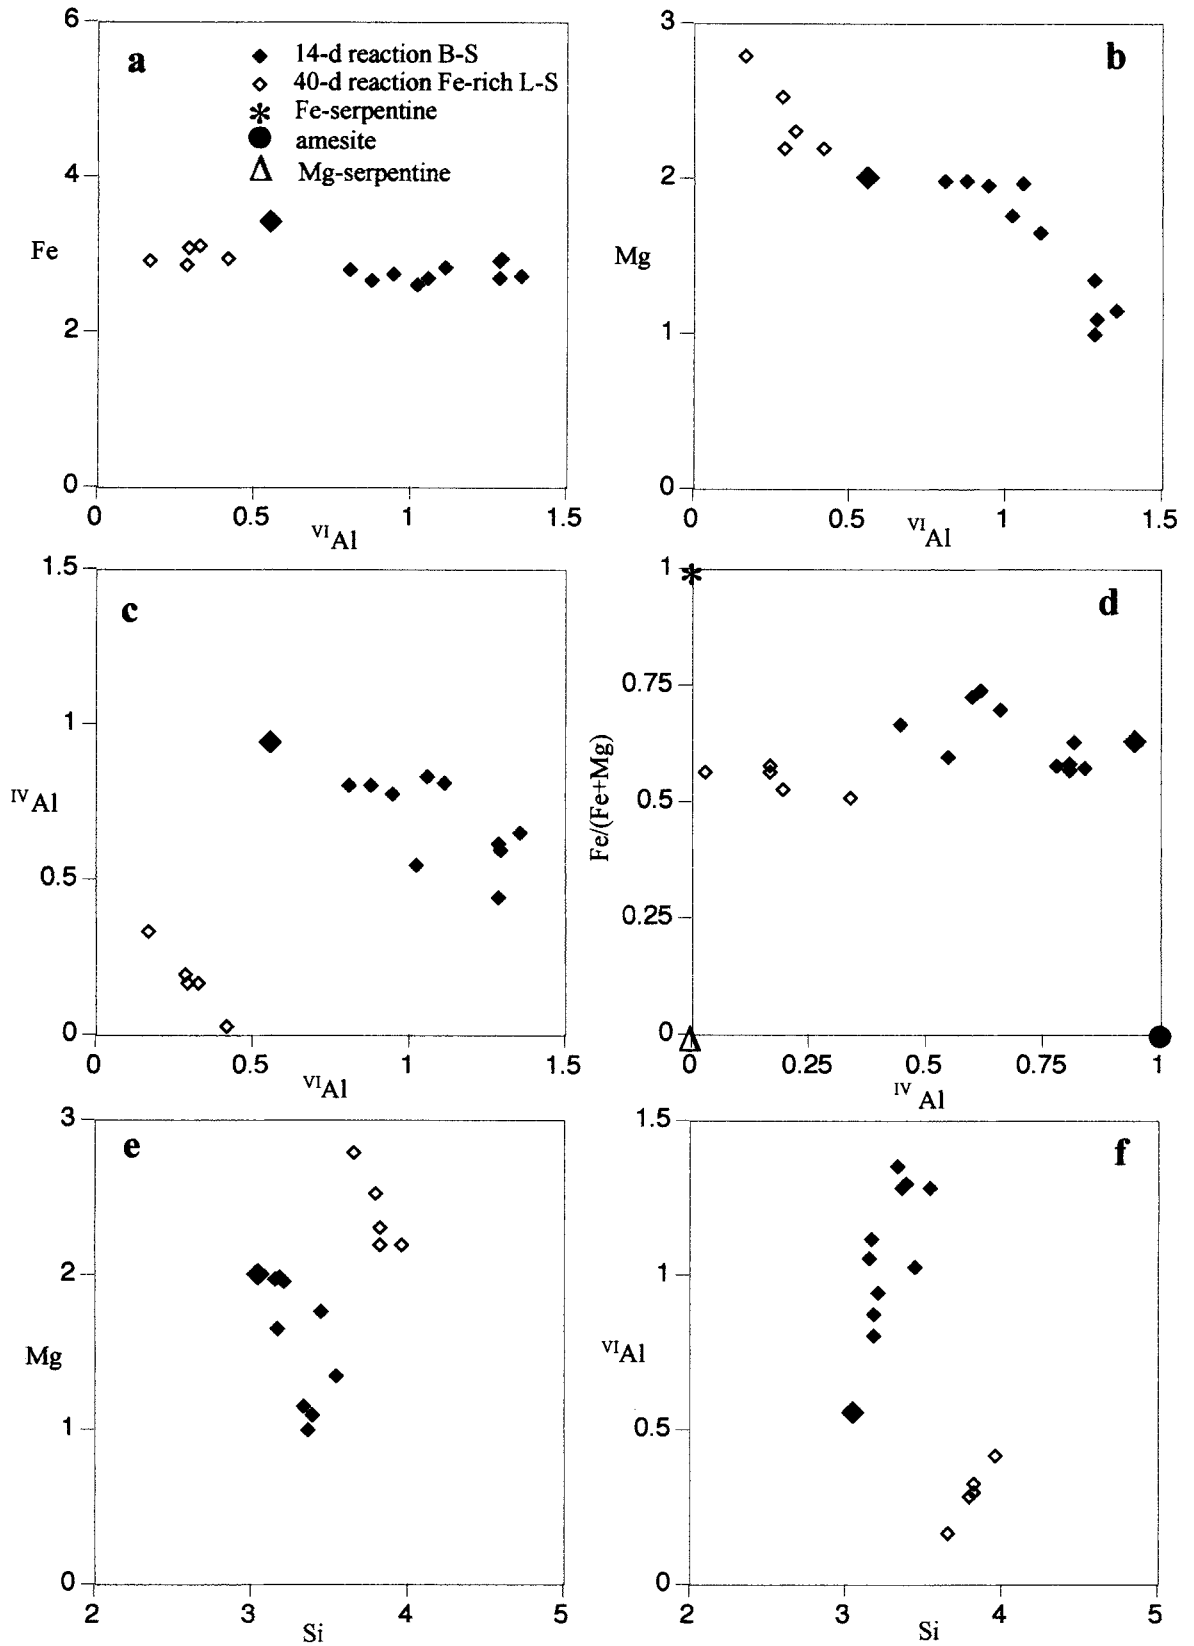 6
a
14-d reaction B-S
40-d reaction Fe-rich L-S
Fe-serpentine
amesite
Mg-serpentine
4
Fe
2
0
0 0.5 1 1.5
VIAl
3
b
2
Mg
1
0
0 0.5 1 1.5
VIAl
1.5
c
1
IVAl
0.5
0
0 0.5 1 1.5
VIAl
1
d
0.75
Fe/(Fe+Mg)
0.5
0.25
0
0 0.25 0.5 0.75 1
IV Al
3
e
2
Mg
1
0
2 3 4 5
Si
1.5
f
1
VIAl
0.5
0
2 3 4 5
Si